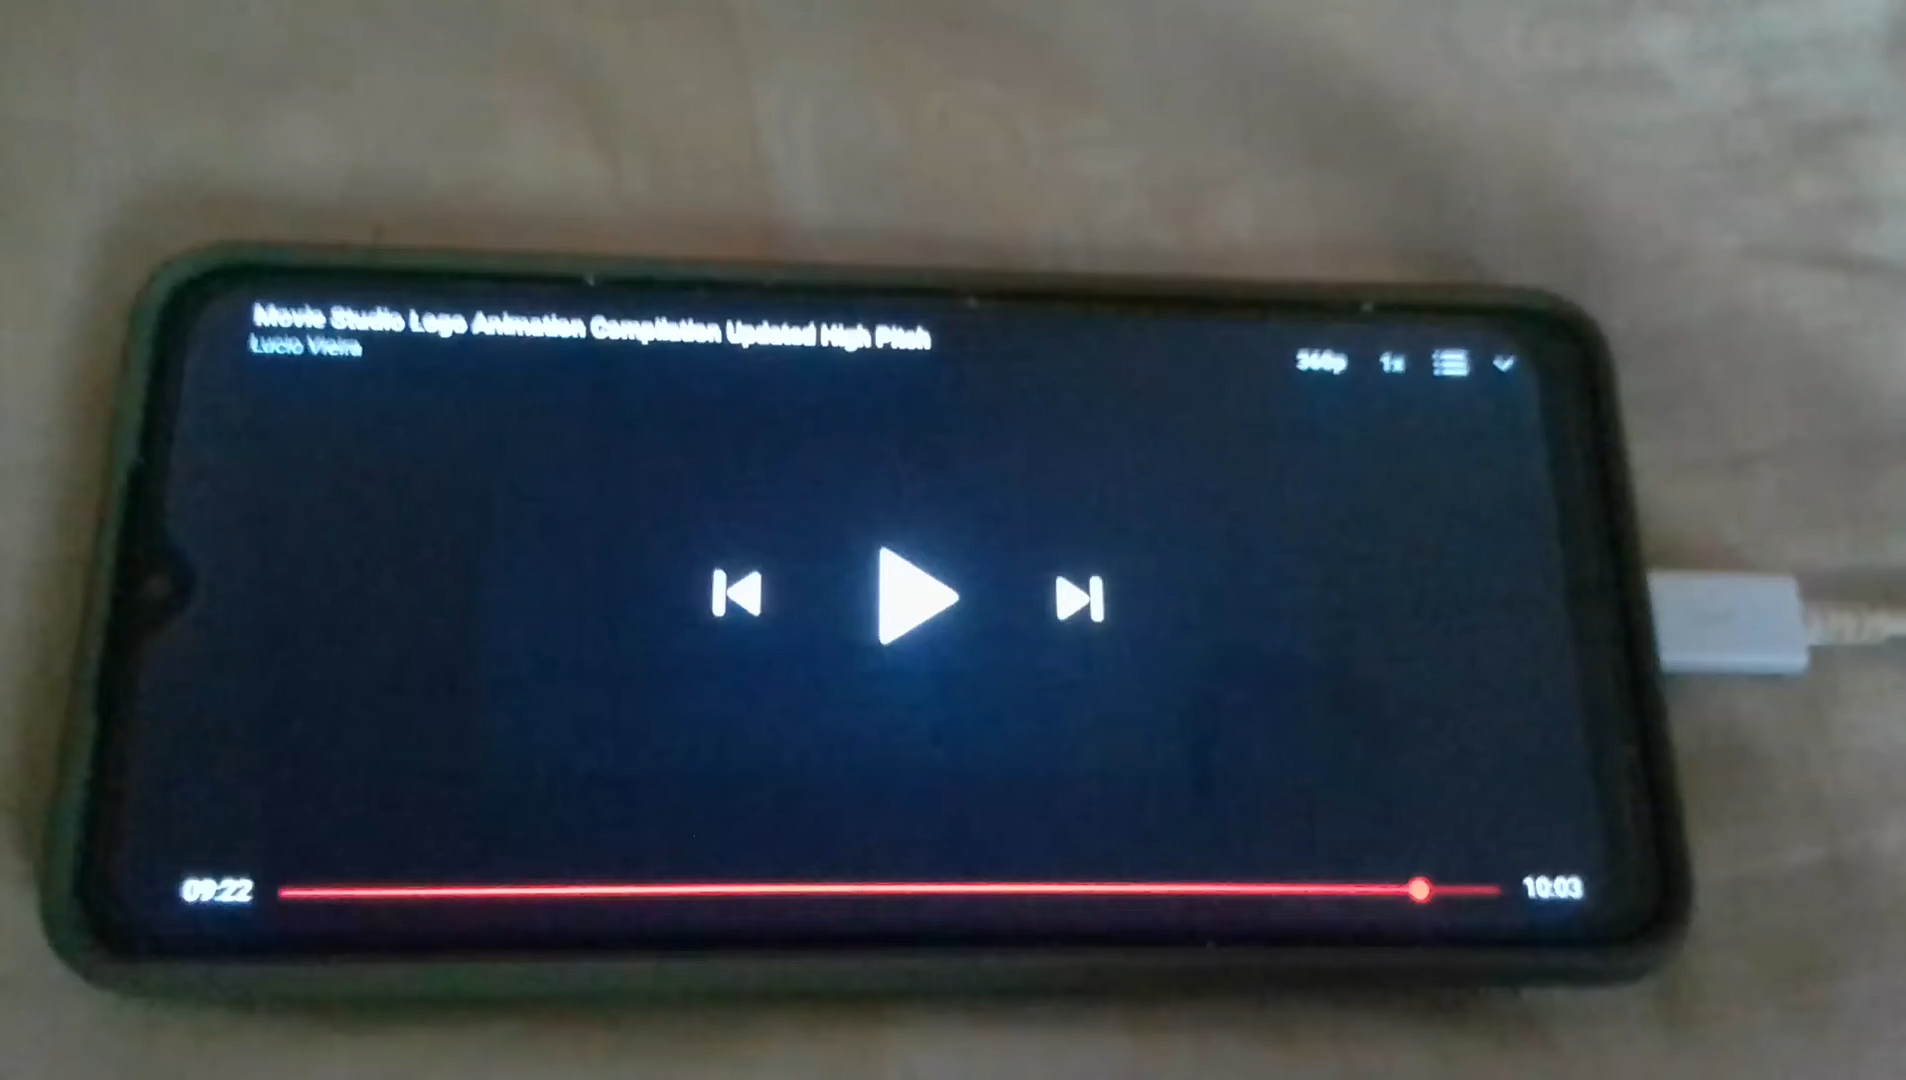 Movie Studio Logo Animation Compilation Updated High Pitch
Lucio Vieira
360p 1x
09:22 10:03